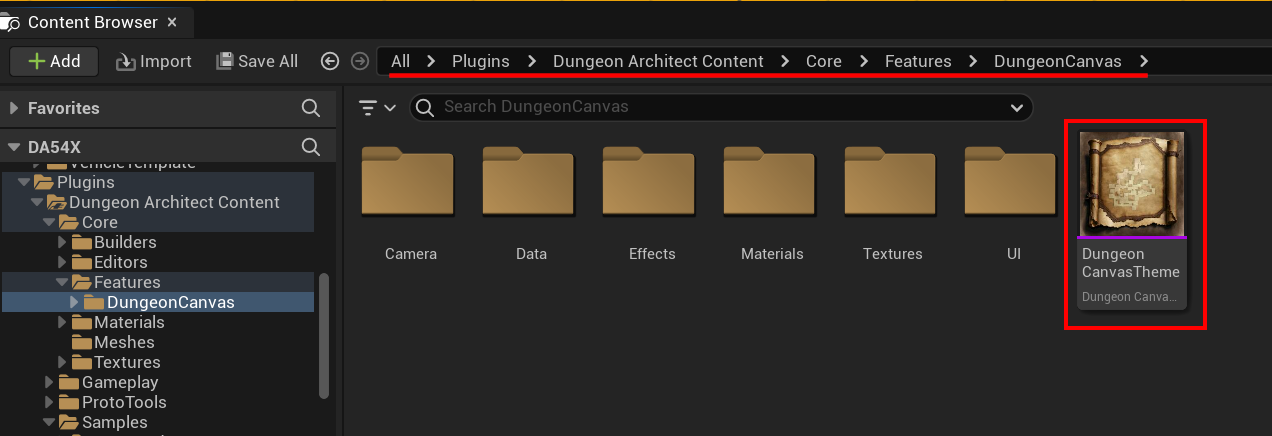 Content Browser
Add Import Save All All Plugins Dungeon Architect Content Core Features DungeonCanvas
Favorites
Search DungeonCanvas
DA54X
VehicleTemplate
Plugins
Dungeon Architect Content
Core
Builders
Editors
Features
DungeonCanvas
Materials
Meshes
Textures
Gameplay
ProtoTools
Samples
Camera
Data
Effects
Materials
Textures
UI
Dungeon
CanvasTheme
Dungeon Canva...